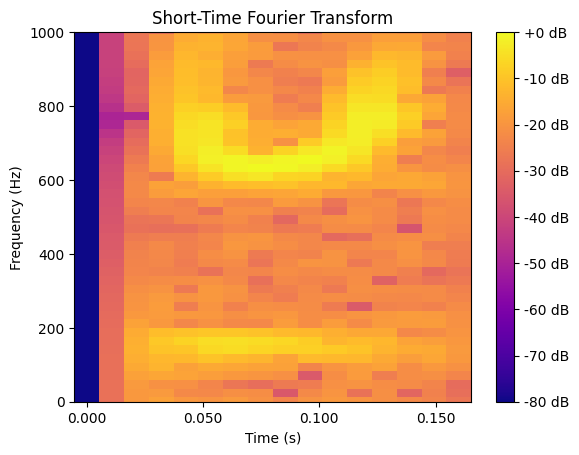 Short-Time Fourier Transform
1000
800
600
400
200
0
Frequency (Hz)
0.000
0.050
0.100
0.150
Time (s)
+0 dB
-10 dB
-20 dB
-30 dB
-40 dB
-50 dB
-60 dB
-70 dB
-80 dB